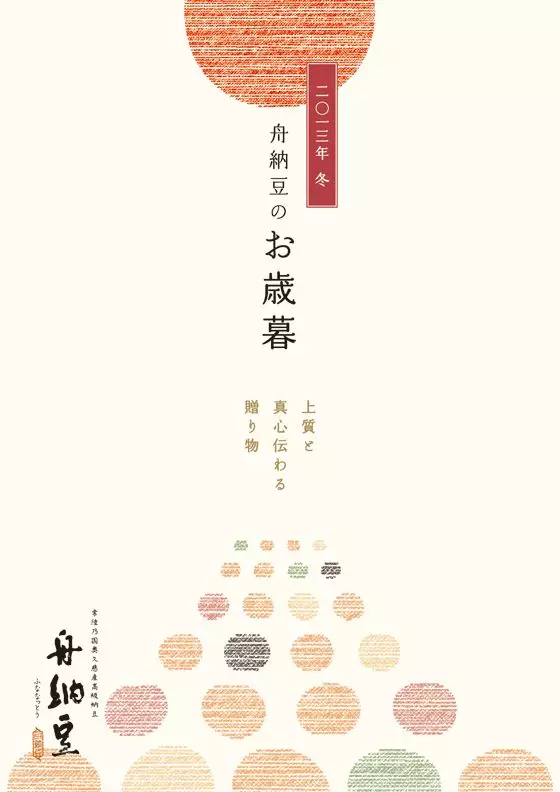 二〇一三年 冬
舟納豆の
お歳暮
上質と
真心伝わる
贈り物
常陸乃国奥久慈産高級納豆
舟納豆
ふななっとう